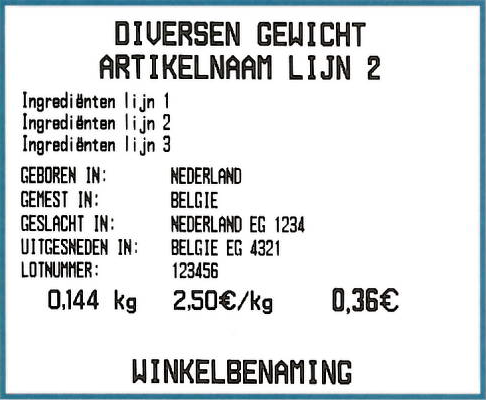 DIVERSEN GEWICHT
ARTIKELNAAM LIJN 2
Ingrediënten lijn 1
Ingrediënten lijn 2
Ingrediënten lijn 3
GEBOREN IN: NEDERLAND
GEMEST IN: BELGIE
GESLACHT IN: NEDERLAND EG 1234
UITGESNEDEN IN: BELGIE EG 4321
LOTNUMMER: 123456
0,144 kg 2,50€/kg 0,36€
WINKELBENAMING